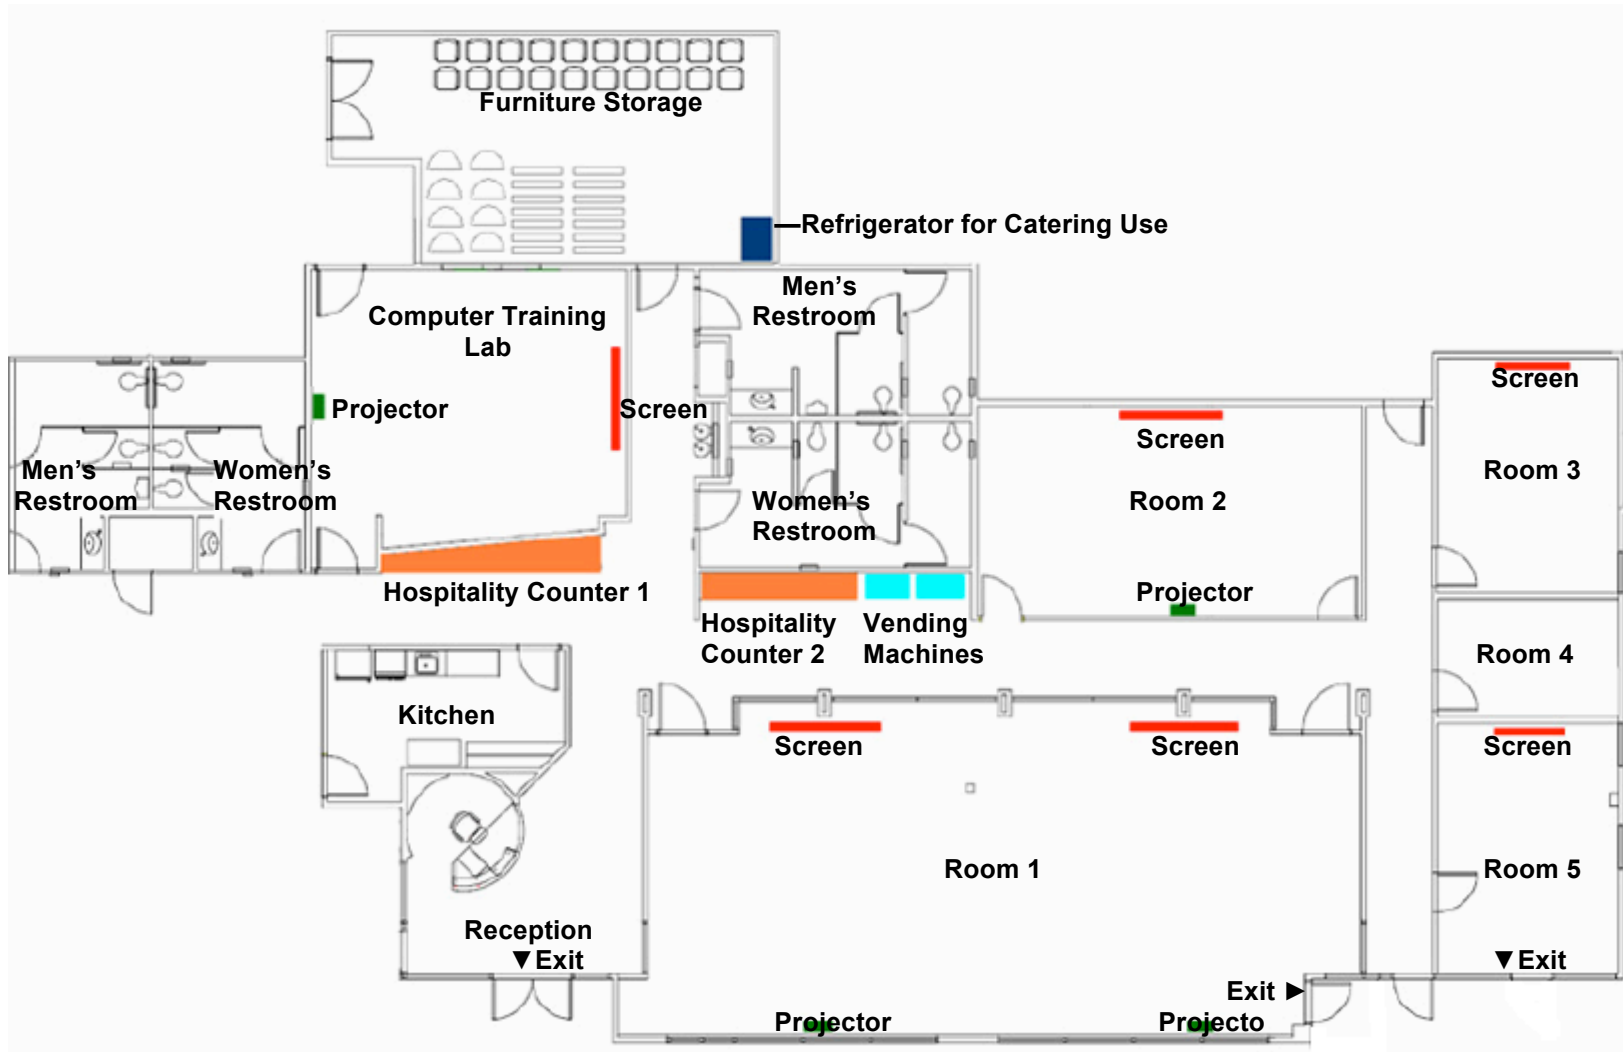 Furniture Storage
Refrigerator for Catering Use
Men's
Restroom
Computer Training
Lab
Projector
Screen
Men's
Restroom
Women's
Restroom
Women's
Restroom
Screen
Room 2
Projector
Screen
Room 3
Hospitality Counter 1
Hospitality
Counter 2
Vending
Machines
Room 4
Kitchen
Screen
Screen
Screen
Room 1
Room 5
Reception
▼Exit
▼Exit
Exit ►
Projector
Projecto